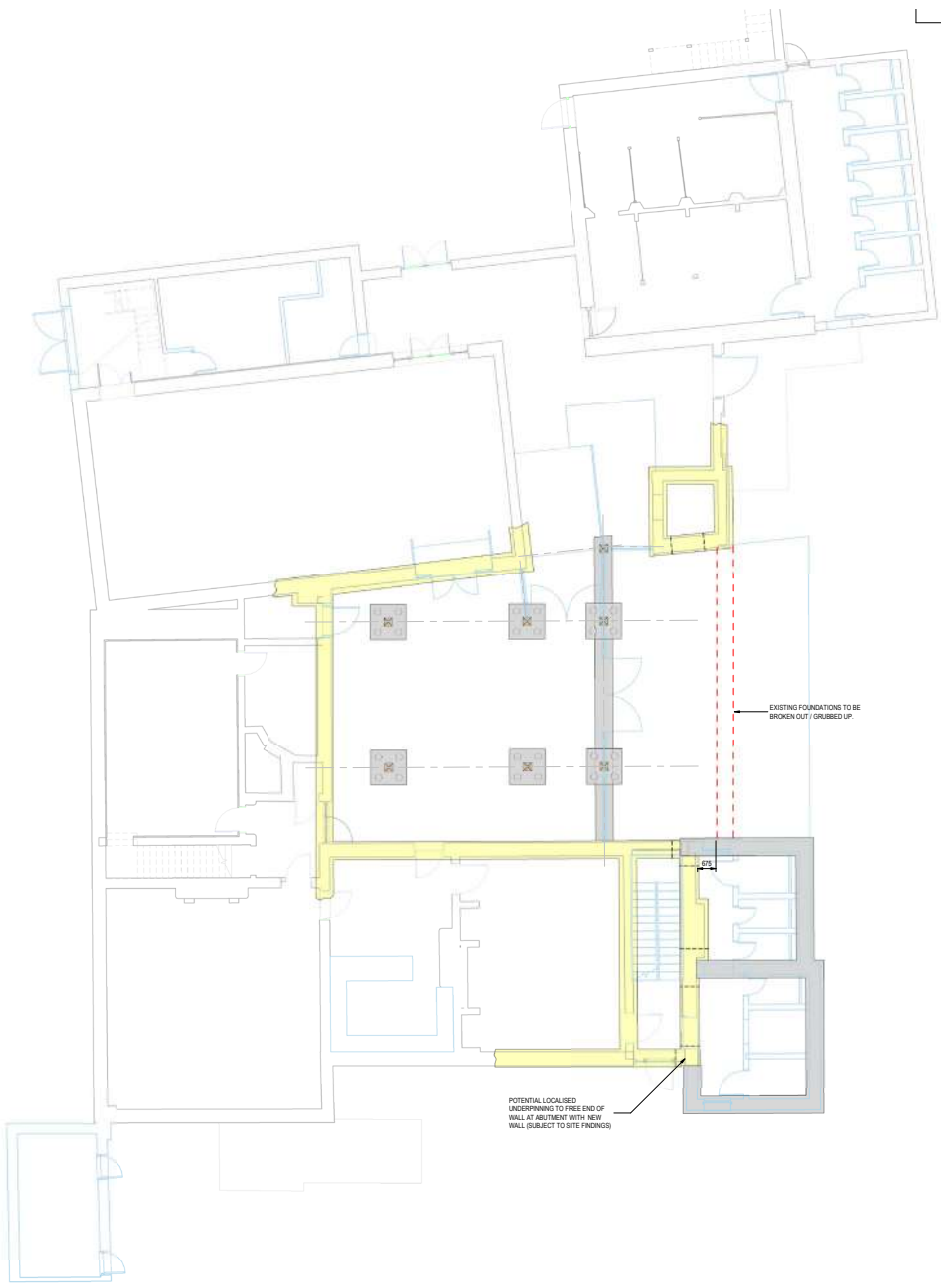 EXISTING FOUNDATIONS TO BE
BROKEN OUT / GRUBBED UP.
675
POTENTIAL LOCALISED
UNDERPINNING TO FREE END OF
WALL AT ABUTMENT WITH NEW
WALL (SUBJECT TO SITE FINDINGS)